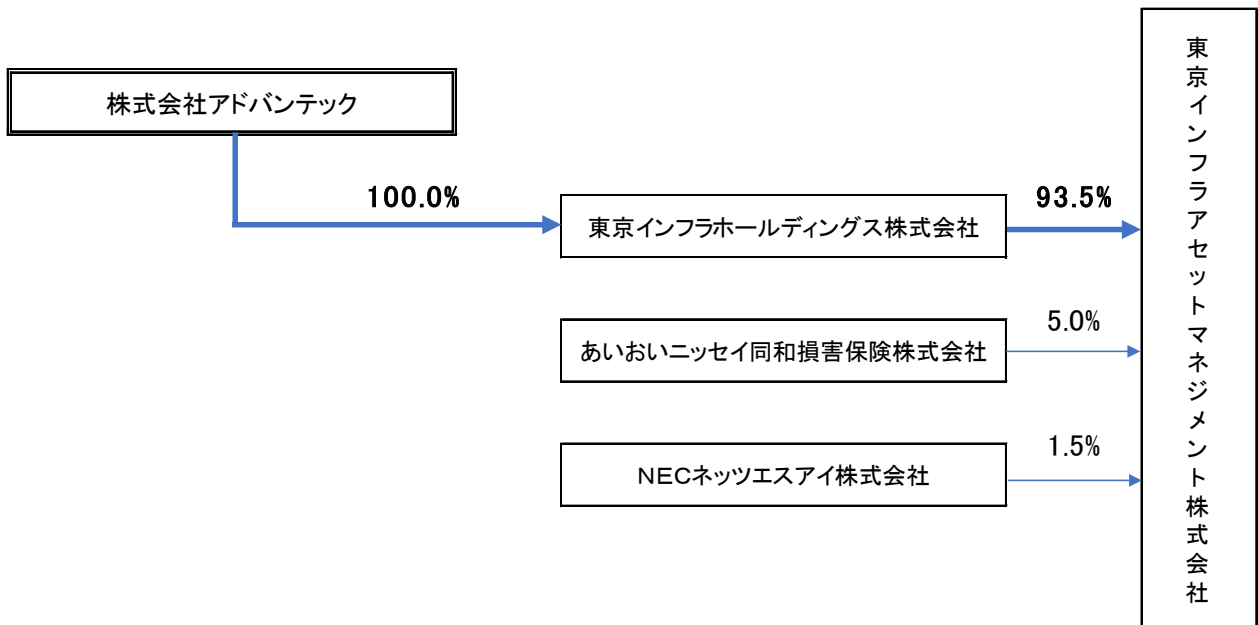 株式会社アドバンテック
100.0%
東京インフラホールディングス株式会社
93.5%
あいおいニッセイ同和損害保険株式会社
5.0%
NECネッツエスアイ株式会社
1.5%
東京インフラアセットマネジメント株式会社